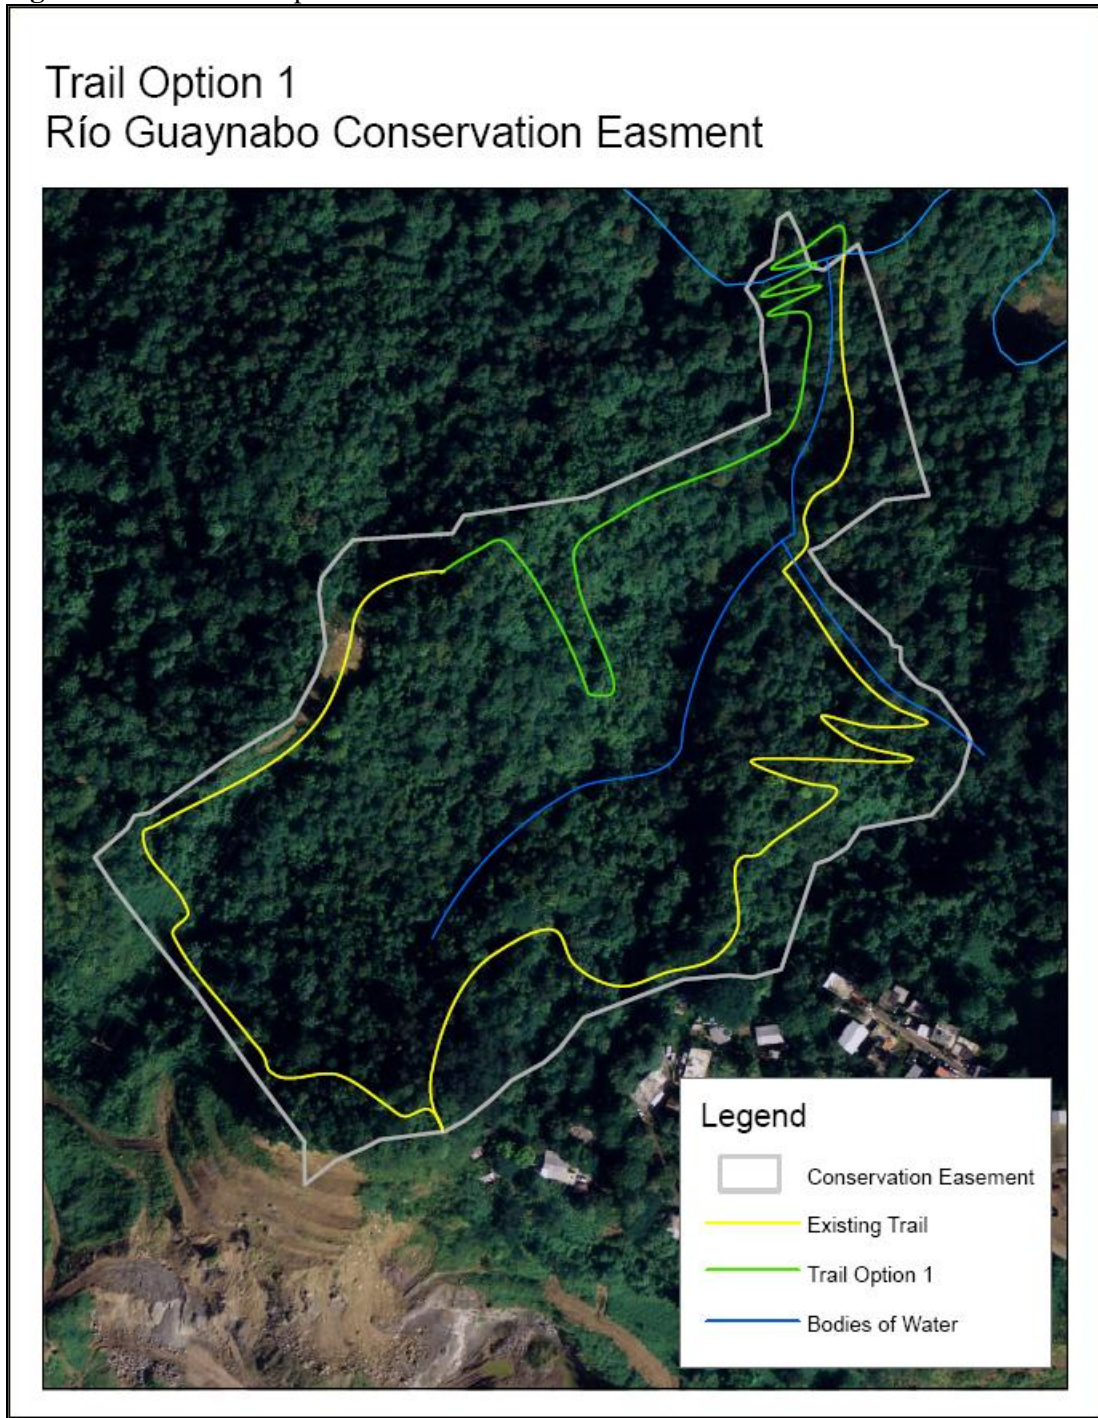 Trail Option 1
Río Guaynabo Conservation Easment
Legend
Conservation Easement
Existing Trail
Trail Option 1
Bodies of Water